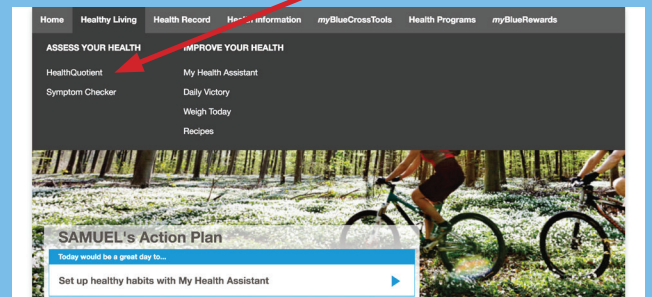 Home Healthy Living Health Record Health Information myBlueCrossTools Health Programs myBlueRewards
ASSESS YOUR HEALTH IMPROVE YOUR HEALTH
HealthQuotient My Health Assistant
Symptom Checker Daily Victory
Weigh Today
Recipes
SAMUEL's Action Plan
Today would be a great day to...
Set up healthy habits with My Health Assistant